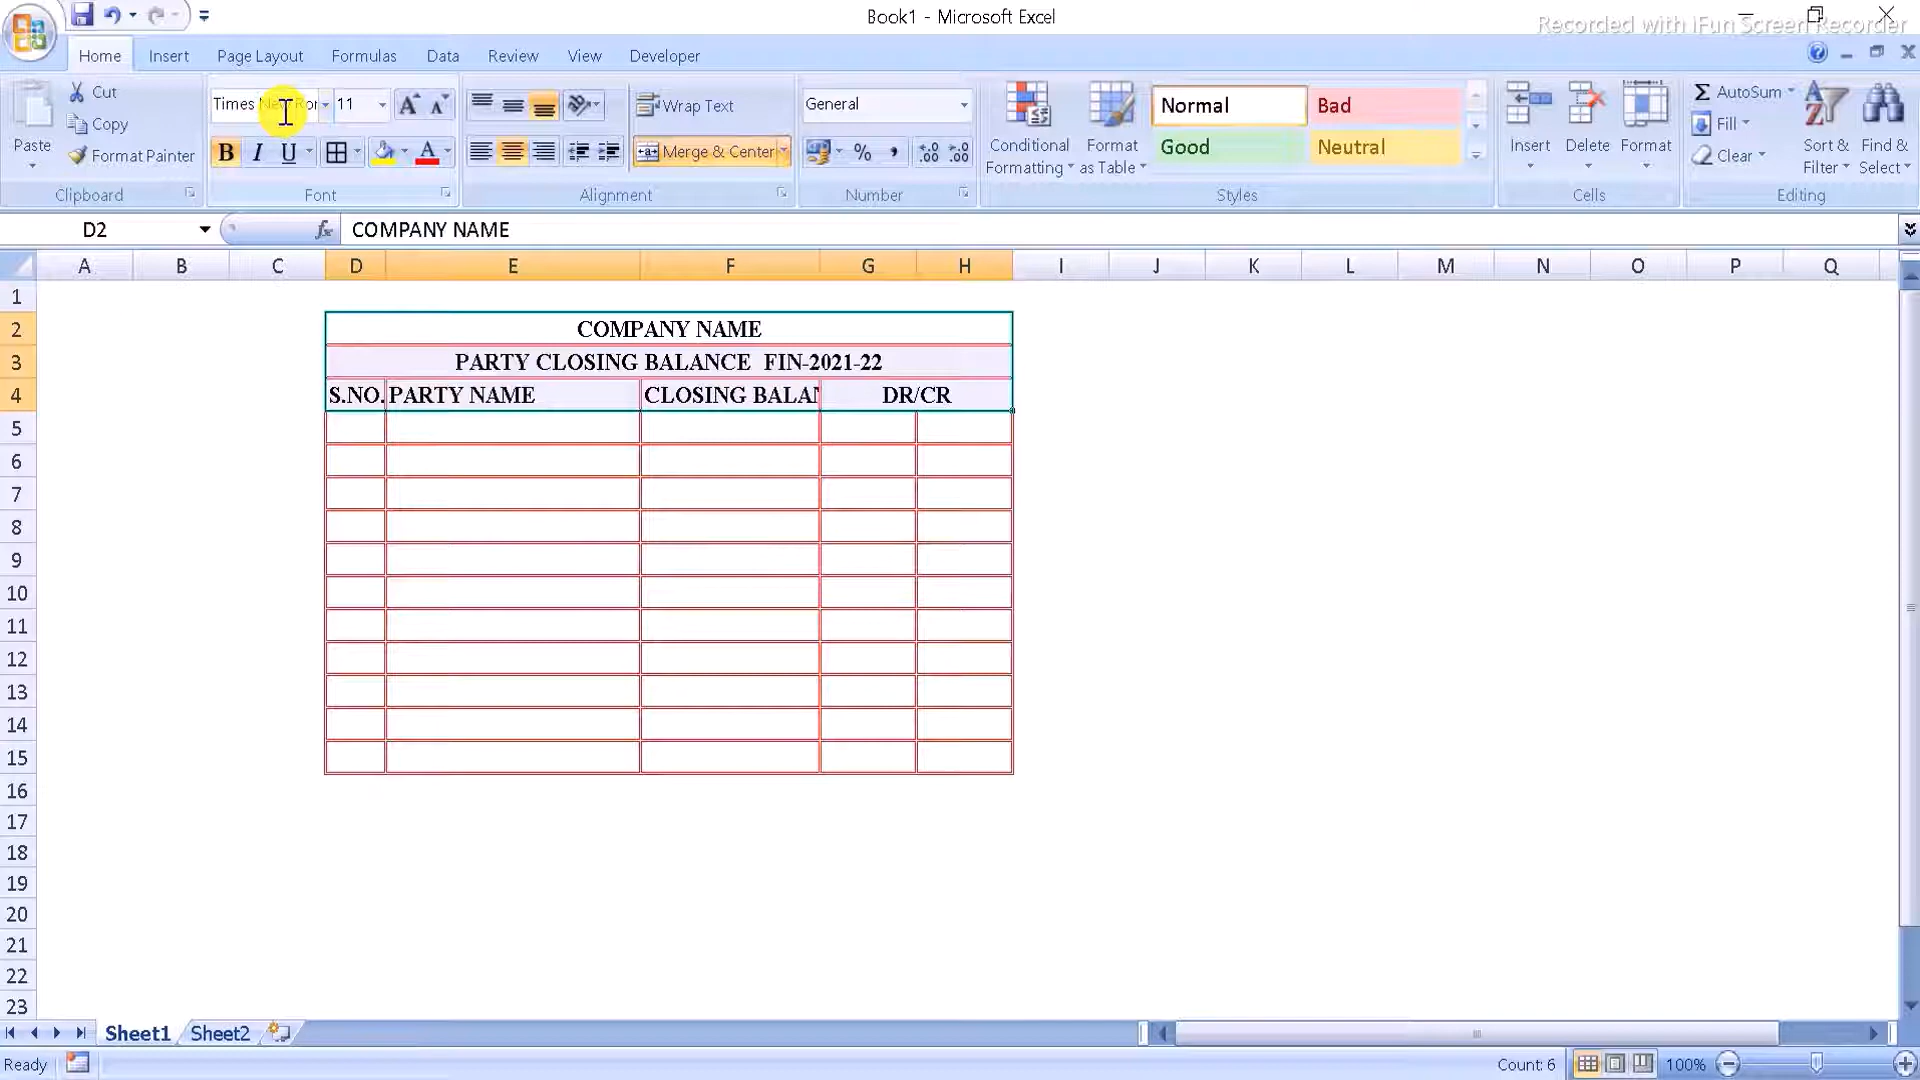 Book1 - Microsoft Excel
Recorded with iFun Screen Recorder
Home Insert Page Layout Formulas Data Review View Developer
Paste
Cut
Copy
Format Painter
Clipboard
Times New Ror 11
B I U A
Font
Wrap Text
Merge & Center
Alignment
General
%
Number
Conditional Formatting
Format as Table
Normal Bad
Good Neutral
Styles
Insert Delete Format
Cells
Σ AutoSum
Fill
Clear
Sort & Filter
Find & Select
Editing
D2 fx COMPANY NAME
A B C D E F G H I J K L M N O P Q
1
2 COMPANY NAME
3 PARTY CLOSING BALANCE FIN-2021-22
4 S.NO. PARTY NAME CLOSING BALAN DR/CR
5
6
7
8
9
10
11
12
13
14
15
16
17
18
19
20
21
22
23
Sheet1 Sheet2
Ready Count: 6 100%